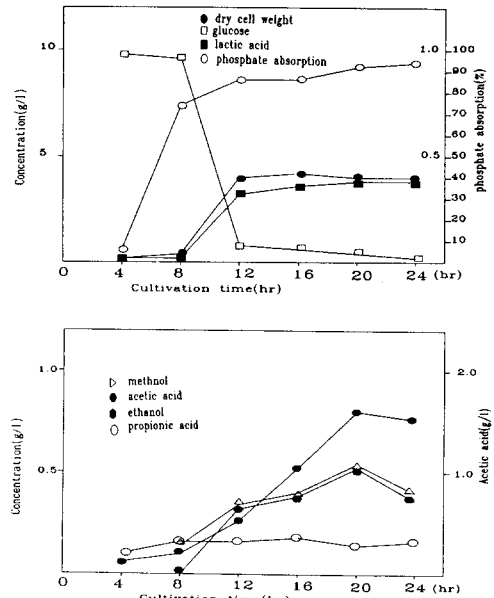 dry cell weight
glucose
lactic acid
phosphate absorption
10
5
Concentration(g/l)
1.0 100
90
80
70
60
0.5 50
40
30
20
10
phosphate absorption(%)
0 4 8 12 16 20 24 (hr)
Cultivation time(hr)
methnol
acetic acid
ethanol
propionic acid
1.0
0.5
Concentration(g/l)
2.0
1.0
Acetic acid(g/l)
0 4 8 12 16 20 24 (hr)
Cultivation time(hr)